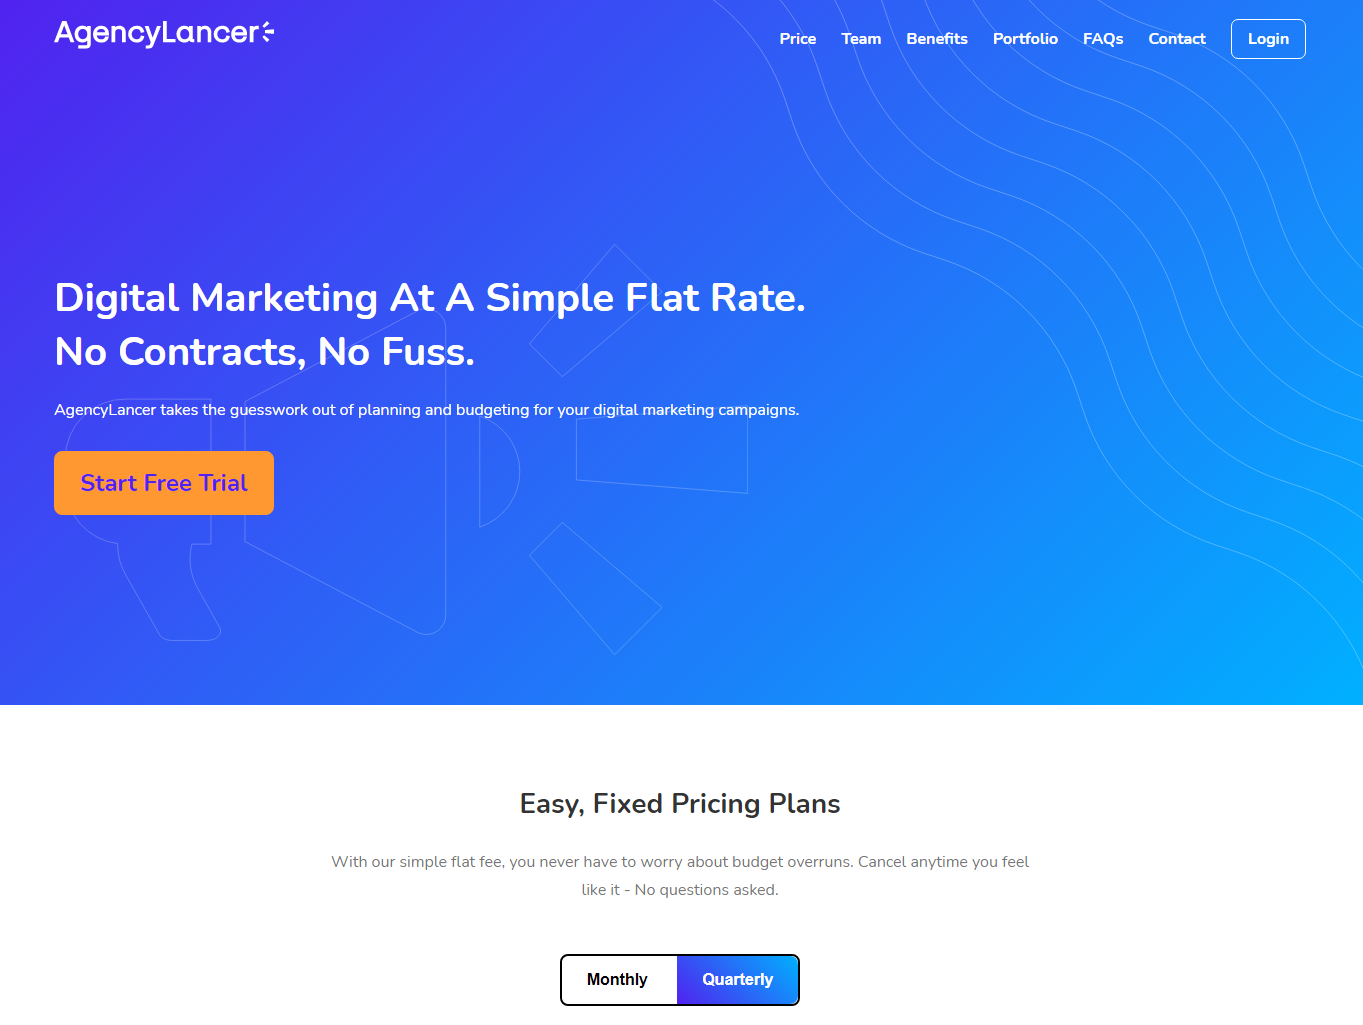 AgencyLancer
Price Team Benefits Portfolio FAQs Contact Login
Digital Marketing At A Simple Flat Rate.
No Contracts, No Fuss.
AgencyLancer takes the guesswork out of planning and budgeting for your digital marketing campaigns.
Start Free Trial
Easy, Fixed Pricing Plans
With our simple flat fee, you never have to worry about budget overruns. Cancel anytime you feel
like it - No questions asked.
Monthly Quarterly